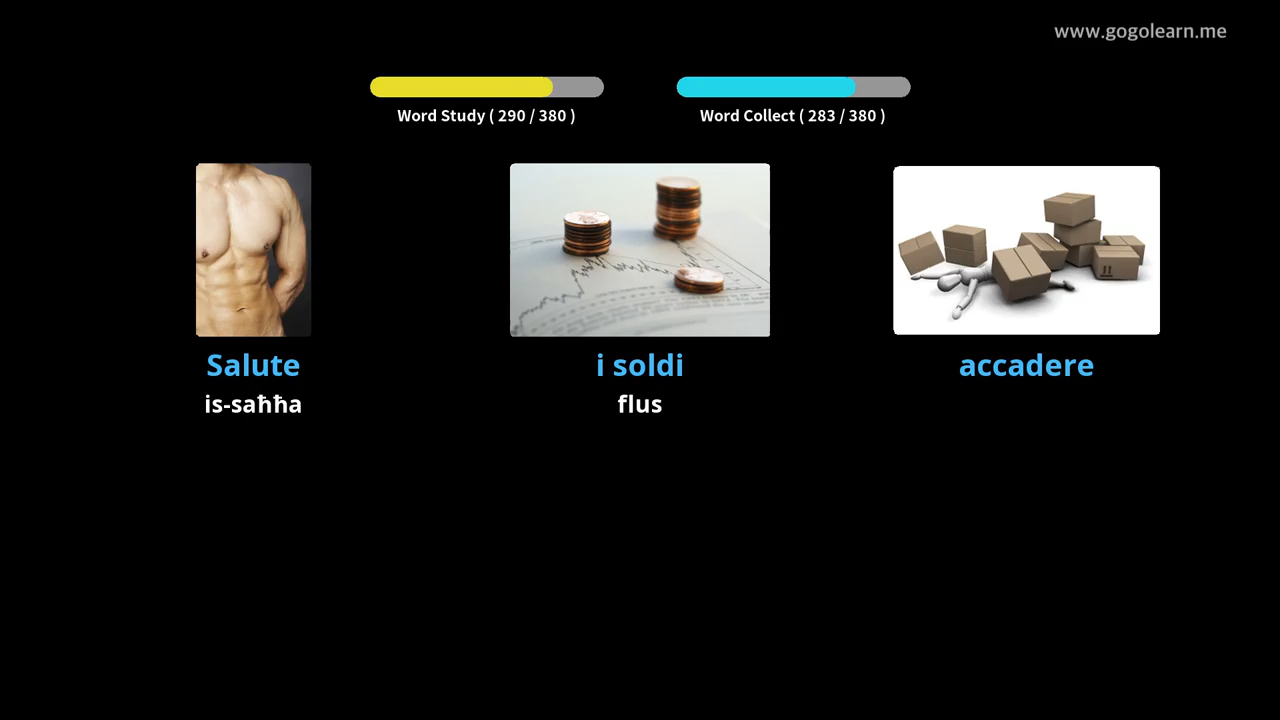 www.gogolearn.me
Word Study ( 290 / 380 )
Word Collect ( 283 / 380 )
Salute
is-saħħa
i soldi
flus
accadere